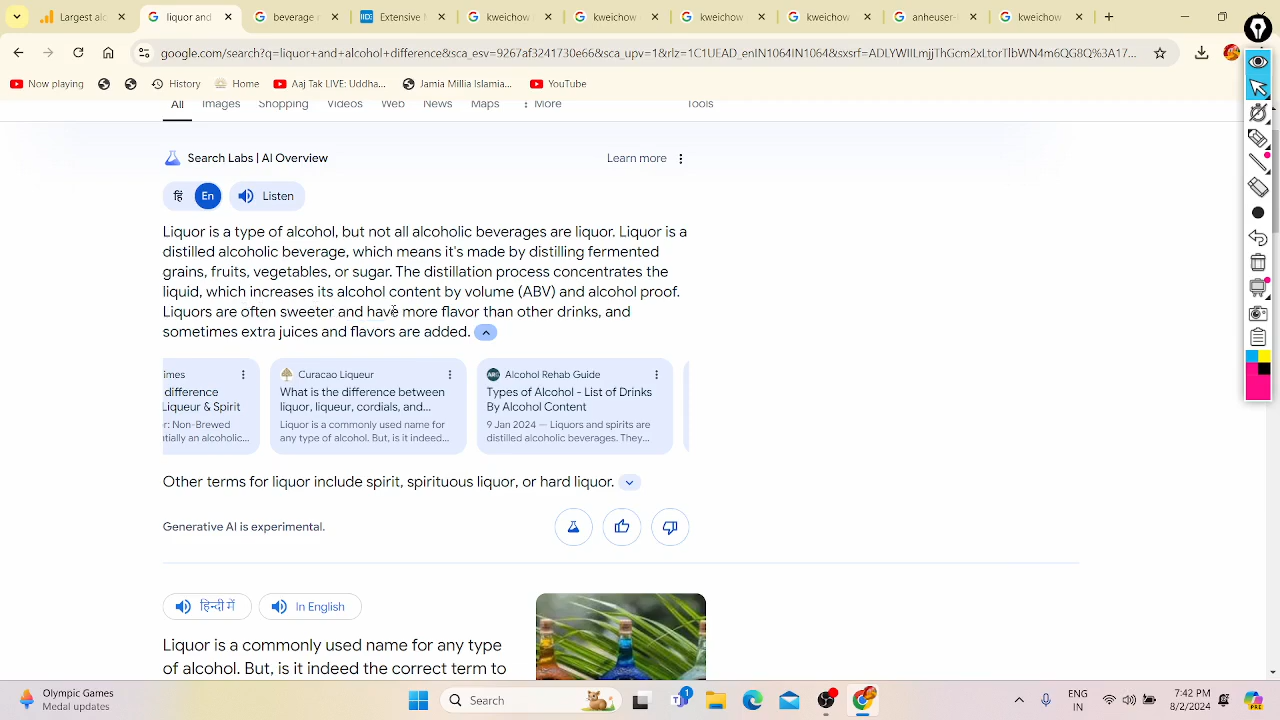 Largest alc
liquor and
beverage
Extensive
kweichow
kweichow
kweichow
kweichow
anheuser-
kweichow
google.com/search?q=liquor+and+alcohol+difference&sca_esv=9267af3241730e66&sca_upv=1&rlz=1C1UEAD_enIN1064IN1064&sxsrf=ADLYWIILmjjThGcm2xLtorTIbWN4m6QG8Q%3A17...
Now playing
History
Home
Aaj Tak LIVE: Uddha...
Jamia Millia Islamia...
YouTube
All Images Shopping Videos Web News Maps More Tools
Search Labs | AI Overview
Learn more
हि En Listen
Liquor is a type of alcohol, but not all alcoholic beverages are liquor. Liquor is a
distilled alcoholic beverage, which means it's made by distilling fermented
grains, fruits, vegetables, or sugar. The distillation process concentrates the
liquid, which increases its alcohol content by volume (ABV) and alcohol proof.
Liquors are often sweeter and have more flavor than other drinks, and
sometimes extra juices and flavors are added.
imes
difference
Liqueur & Spirit
r: Non-Brewed
tially an alcoholic...
Curacao Liqueur
What is the difference between
liquor, liqueur, cordials, and...
Liquor is a commonly used name for
any type of alcohol. But, is it indeed...
Alcohol Rehab Guide
Types of Alcohol - List of Drinks
By Alcohol Content
9 Jan 2024 — Liquors and spirits are
distilled alcoholic beverages. They...
Other terms for liquor include spirit, spirituous liquor, or hard liquor.
Generative AI is experimental.
हिन्दी में In English
Liquor is a commonly used name for any type
of alcohol. But, is it indeed the correct term to
Olympic Games
Medal updates
Search
1
ENG
IN
7:42 PM
8/2/2024